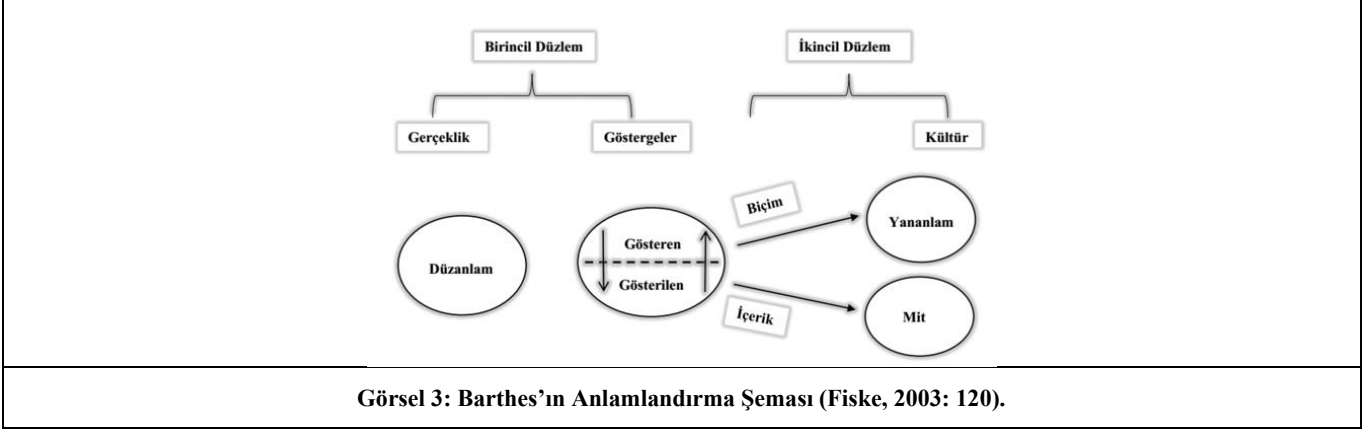 Birincil Düzlem
İkincil Düzlem
Gerçeklik
Göstergeler
Kültür
Biçim
Yananlam
Gösteren
Düzanlam
Gösterilen
İçerik
Mit
Görsel 3: Barthes’ın Anlamlandırma Şeması (Fiske, 2003: 120).